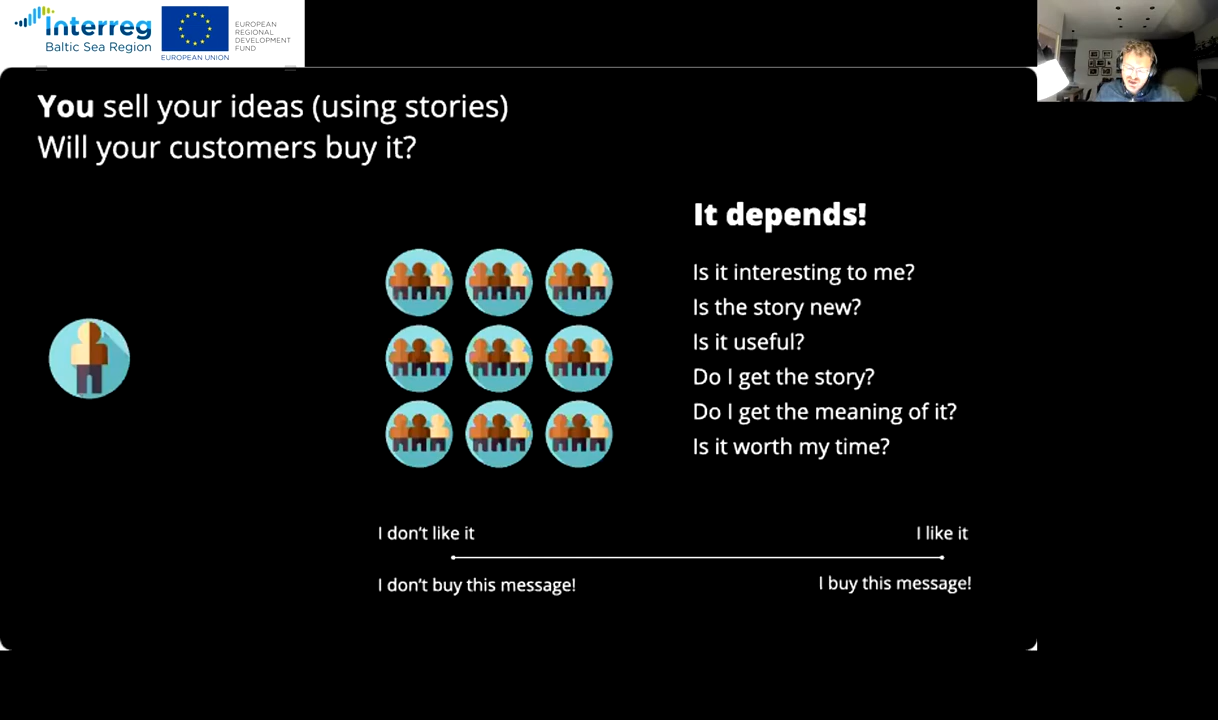 Interreg
Baltic Sea Region
EUROPEAN UNION
EUROPEAN
REGIONAL
DEVELOPMENT
FUND
You sell your ideas (using stories)
Will your customers buy it?
It depends!
Is it interesting to me?
Is the story new?
Is it useful?
Do I get the story?
Do I get the meaning of it?
Is it worth my time?
I don't like it
I like it
I don't buy this message!
I buy this message!